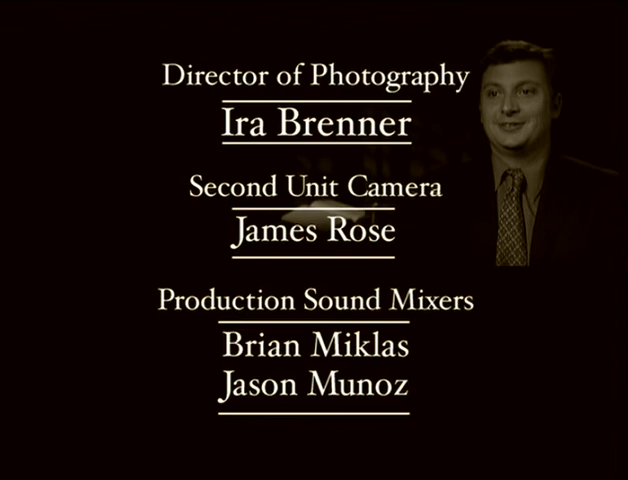 Director of Photography
Ira Brenner
Second Unit Camera
James Rose
Production Sound Mixers
Brian Miklas
Jason Munoz